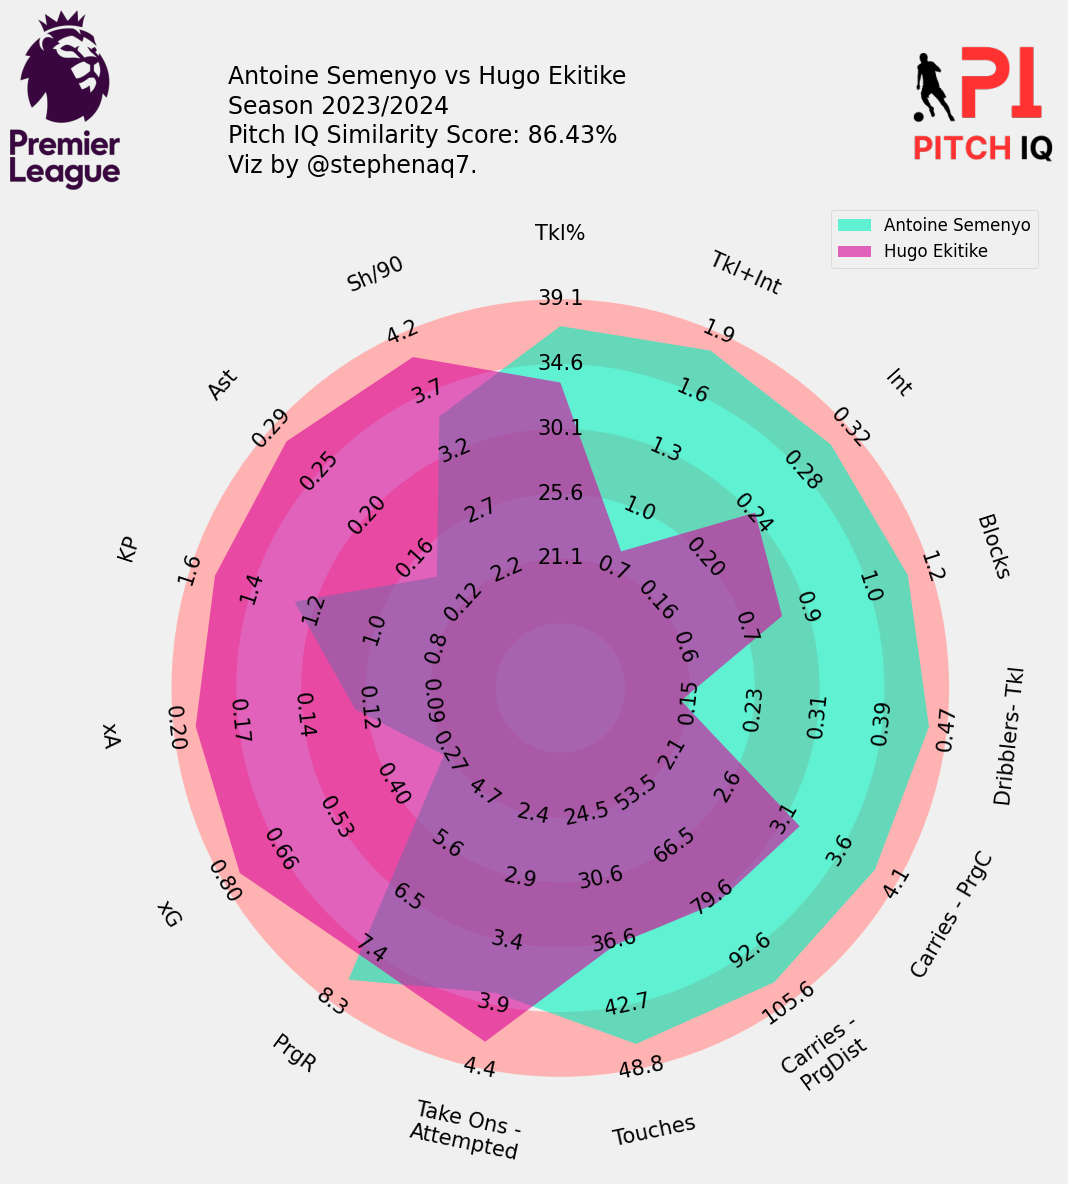 Premier
League
Antoine Semenyo vs Hugo Ekitike
Season 2023/2024
Pitch IQ Similarity Score: 86.43%
Viz by @stephenaq7.
PI
PITCH IQ
Antoine Semenyo
Hugo Ekitike
Tkl%
39.1
34.6
30.1
25.6
21.1
Tkl+Int
1.9
1.6
1.3
1.0
0.7
Int
0.32
0.28
0.24
0.20
0.16
Blocks
1.2
1.0
0.9
0.7
0.6
Dribblers- Tkl
0.47
0.39
0.31
0.23
0.15
Carries - PrgC
4.1
3.6
3.1
2.6
2.1
Carries -
PrgDist
105.6
92.6
79.6
66.5
53.5
Touches
48.8
42.7
36.6
30.6
24.5
Take Ons -
Attempted
4.4
3.9
3.4
2.9
2.4
PrgR
8.3
7.4
6.5
5.6
4.7
xG
0.80
0.66
0.53
0.40
0.27
xA
0.20
0.17
0.14
0.12
0.09
KP
1.6
1.4
1.2
1.0
0.8
Ast
0.29
0.25
0.20
0.16
0.12
Sh/90
4.2
3.7
3.2
2.7
2.2